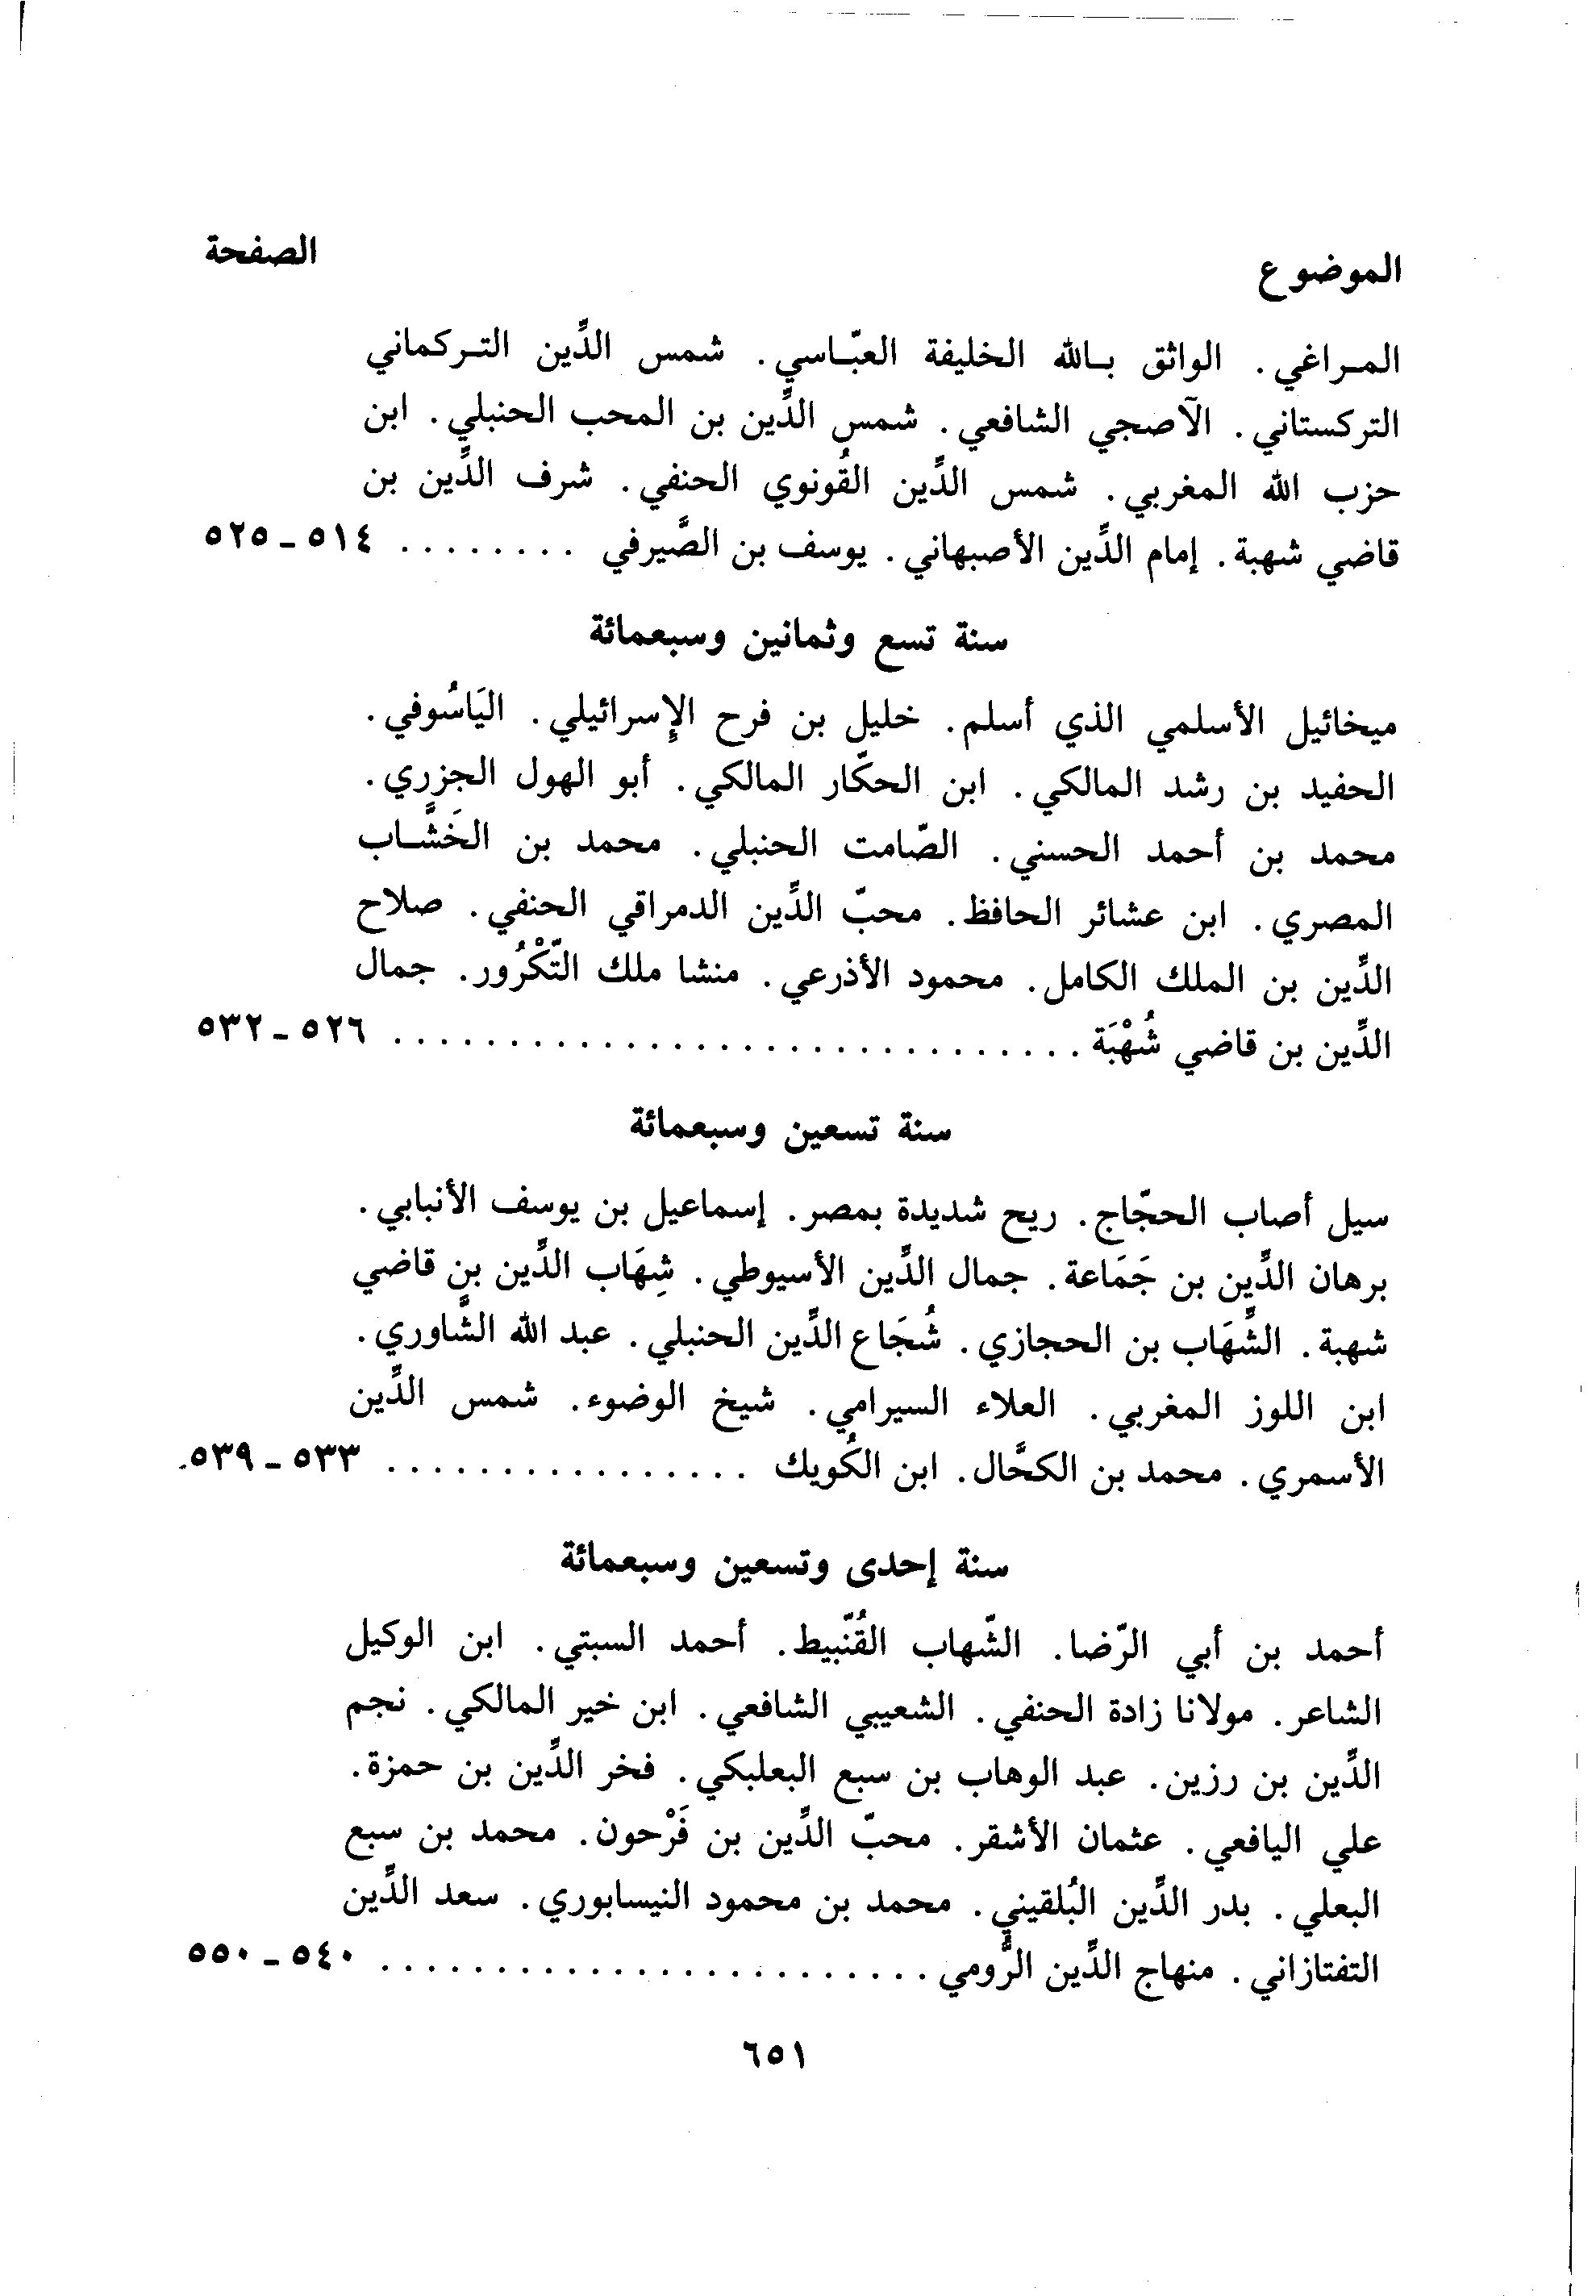 الموضوع الصفحة
المـراغي. الواثق بـالله الخليفة العبّـاسي. شمس الدِّين التـركماني
التركستاني. الآصجي الشافعي. شمس الدِّين بن المحب الحنبلي. ابن
حزب الله المغربي. شمس الدِّين القُونوي الحنفي. شرف الدِّين بن
قاضي شهبة. إمام الدِّين الأصبهاني. يوسف بن الصَّيرفي ........ ٥١٤ ـ ٥٢٥
سنة تسع وثمانين وسبعمائة
ميخائيل الأسلمي الذي أسلم. خليل بن فرح الإِسرائيلي. اليَاسُوفي.
الحفيد بن رشد المالكي. ابن الحكّار المالكي. أبو الهول الجزري.
محمد بن أحمد الحسني. الصّامت الحنبلي. محمد بن الخَشَّـاب
المصري. ابن عشائر الحافظ. محبّ الدِّين الدمراقي الحنفي. صلاح
الدِّين بن الملك الكامل. محمود الأذرعي. منشا ملك التّكْرُور. جمال
الدِّين بن قاضي شُهْبَة .............................. ٥٢٦ ـ ٥٣٢
سنة تسعين وسبعمائة
سيل أصاب الحجّاج. ريح شديدة بمصر. إسماعيل بن يوسف الأنبابي.
برهان الدِّين بن جَمَاعة. جمال الدِّين الأسيوطي. شِهَاب الدِّين بن قاضي
شهبة. الشِّهَاب بن الحجازي. شُجَاع الدِّين الحنبلي. عبد الله الشَّاوري.
ابن اللوز المغربي. العلاء السيرامي. شيخ الوضوء. شمس الدِّين
الأسمري. محمد بن الكحَّال. ابن الكُويك ................ ٥٣٣ ـ ٥٣٩
سنة إحدى وتسعين وسبعمائة
أحمد بن أبي الرّضا. الشّهاب القُنّبيط. أحمد السبتي. ابن الوكيل
الشاعر. مولانا زادة الحنفي. الشعيبي الشافعي. ابن خير المالكي. نجم
الدِّين بن رزين. عبد الوهاب بن سبع البعلبكي. فخر الدِّين بن حمزة.
علي اليافعي. عثمان الأشقر. محبّ الدِّين بن فَرْحون. محمد بن سبع
البعلي. بدر الدِّين البُلقيني. محمد بن محمود النيسابوري. سعد الدِّين
التفتازاني. منهاج الدِّين الرُّومي ........................ ٥٤٠ ـ ٥٥٠
٦٥١